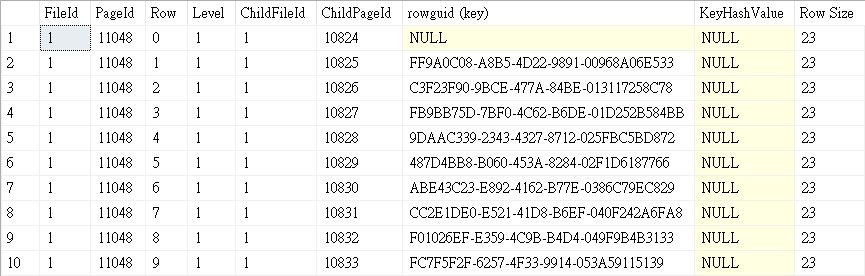 FileId PageId Row Level ChildFileId ChildPageId rowguid (key) KeyHashValue Row Size
1 1 11048 0 1 1 10824 NULL NULL 23
2 1 11048 1 1 1 10825 FF9A0C08-A8B5-4D22-9891-00968A06E533 NULL 23
3 1 11048 2 1 1 10826 C3F23F90-9BCE-477A-84BE-013117258C78 NULL 23
4 1 11048 3 1 1 10827 FB9BB75D-7BF0-4C62-B6DE-01D252B584BB NULL 23
5 1 11048 4 1 1 10828 9DAAC339-2343-4327-8712-025FBC5BD872 NULL 23
6 1 11048 5 1 1 10829 487D4BB8-B060-453A-8284-02F1D6187766 NULL 23
7 1 11048 6 1 1 10830 ABE43C23-E892-4162-B77E-0386C79EC829 NULL 23
8 1 11048 7 1 1 10831 CC2E1DE0-E521-41D8-B6EF-040F242A6FA8 NULL 23
9 1 11048 8 1 1 10832 F01026EF-E359-4C9B-B4D4-049F9B4B3133 NULL 23
10 1 11048 9 1 1 10833 FC7F5F2F-6257-4F33-9914-053A59115139 NULL 23